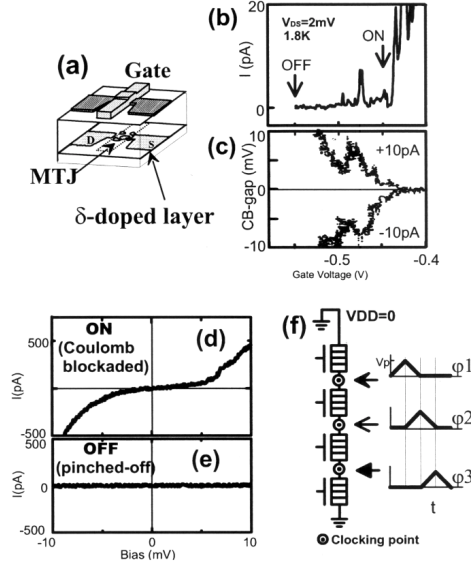 (a)
Gate
D
S
MTJ
δ-doped layer
(b)
VDS=2mV
1.8K
ON
OFF
I (pA)
20
0
(c)
CB-gap (mV)
10
0
-10
+10pA
-10pA
-0.5
-0.4
Gate Voltage (V)
(d)
ON
(Coulomb
blockaded)
I(pA)
500
0
-500
(e)
OFF
(pinched-off)
I(pA)
500
0
-500
-10
0
10
Bias (mV)
(f)
VDD=0
Vp
φ1
φ2
φ3
t
Clocking point